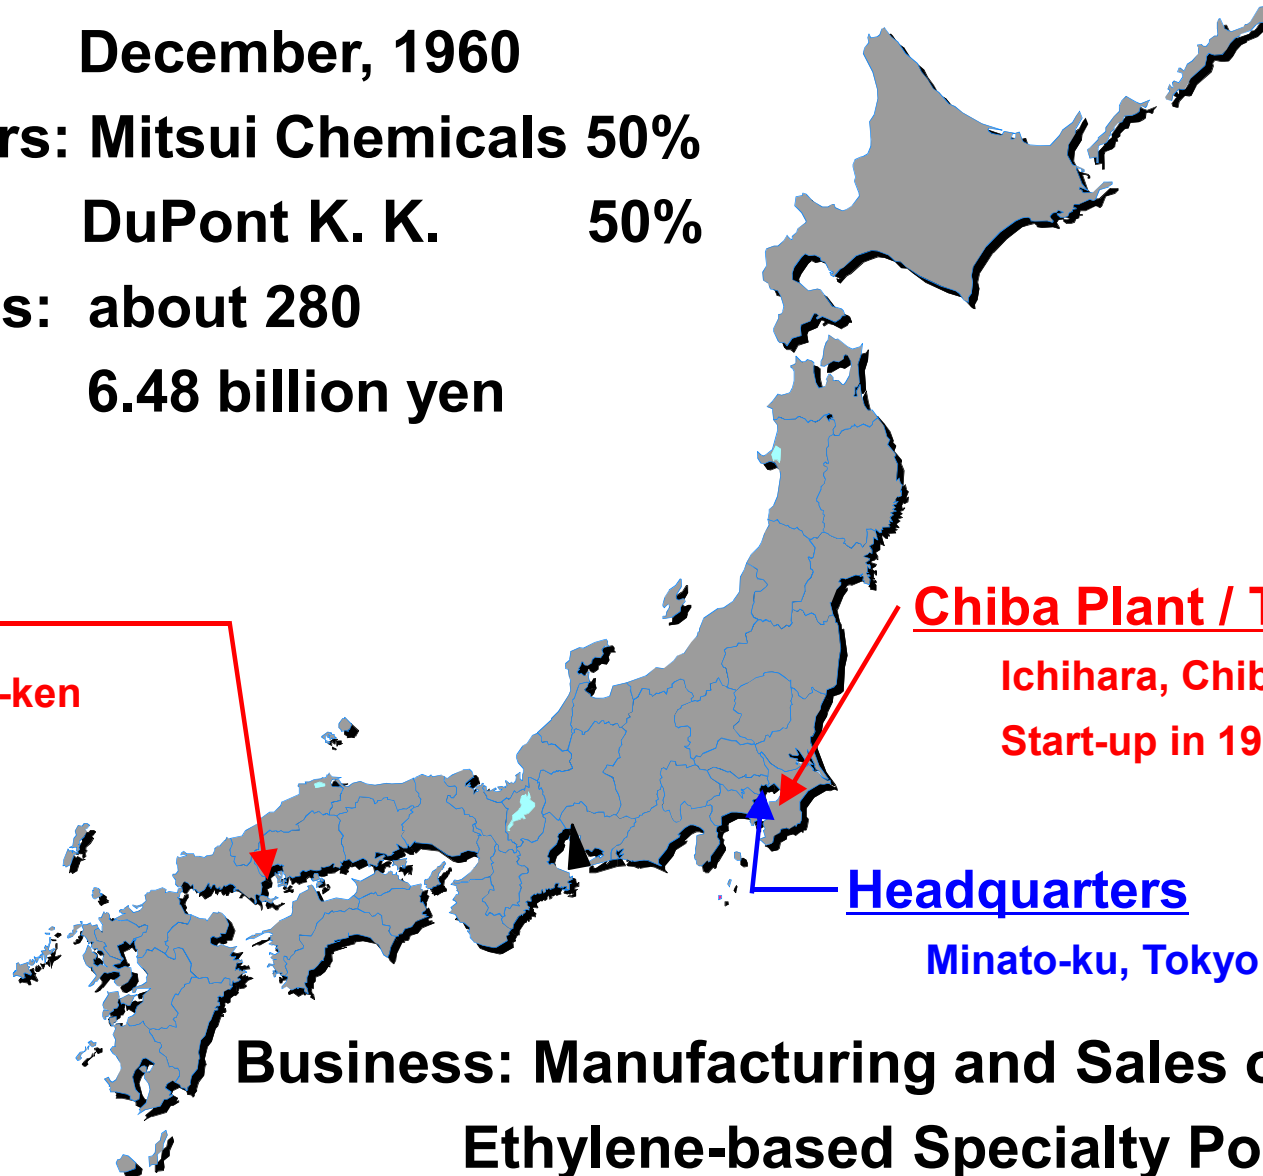 December, 1960
rs: Mitsui Chemicals 50%
DuPont K. K. 50%
s: about 280
6.48 billion yen
Chiba Plant / T
-ken
Ichihara, Chib
Start-up in 19
Headquarters
Minato-ku, Tokyo
Business: Manufacturing and Sales o
Ethylene-based Specialty Po